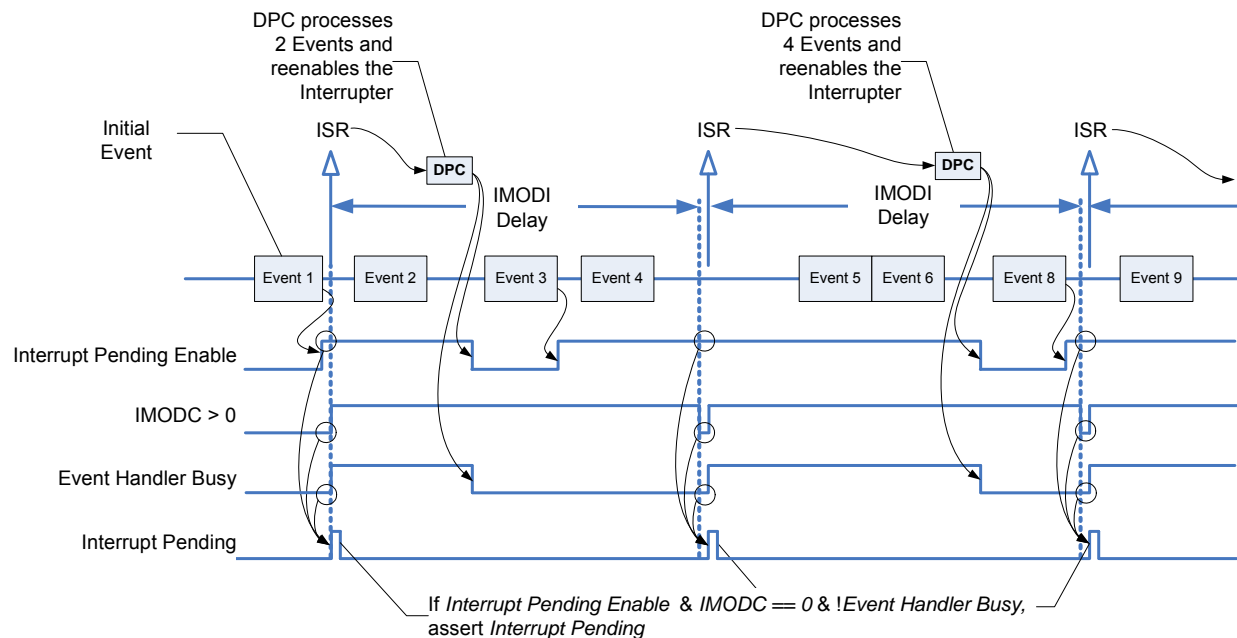 DPC processes
2 Events and
reenables the
Interrupter
DPC processes
4 Events and
reenables the
Interrupter
Initial
Event
ISR
ISR
ISR
DPC
DPC
IMODI
Delay
IMODI
Delay
Event 1
Event 2
Event 3
Event 4
Event 5
Event 6
Event 8
Event 9
Interrupt Pending Enable
IMODC > 0
Event Handler Busy
Interrupt Pending
If Interrupt Pending Enable & IMODC == 0 & !Event Handler Busy,
assert Interrupt Pending